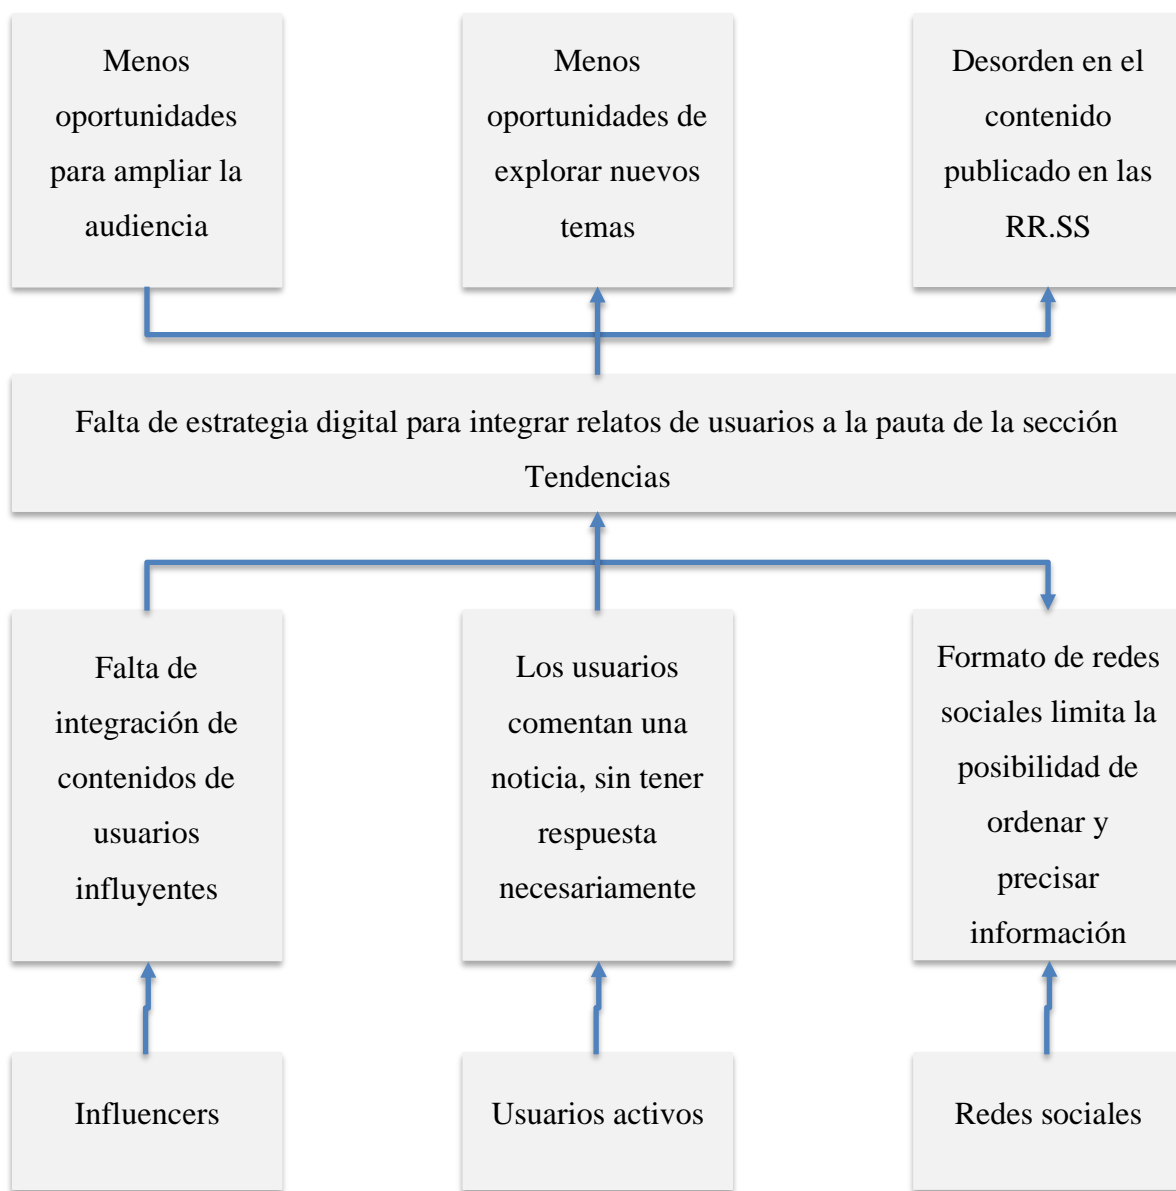 Menos
oportunidades
para ampliar la
audiencia
Menos
oportunidades de
explorar nuevos
temas
Desorden en el
contenido
publicado en las
RR.SS
Falta de estrategia digital para integrar relatos de usuarios a la pauta de la sección
Tendencias
Falta de
integración de
contenidos de
usuarios
influyentes
Los usuarios
comentan una
noticia, sin tener
respuesta
necesariamente
Formato de redes
sociales limita la
posibilidad de
ordenar y
precisar
información
Influencers
Usuarios activos
Redes sociales